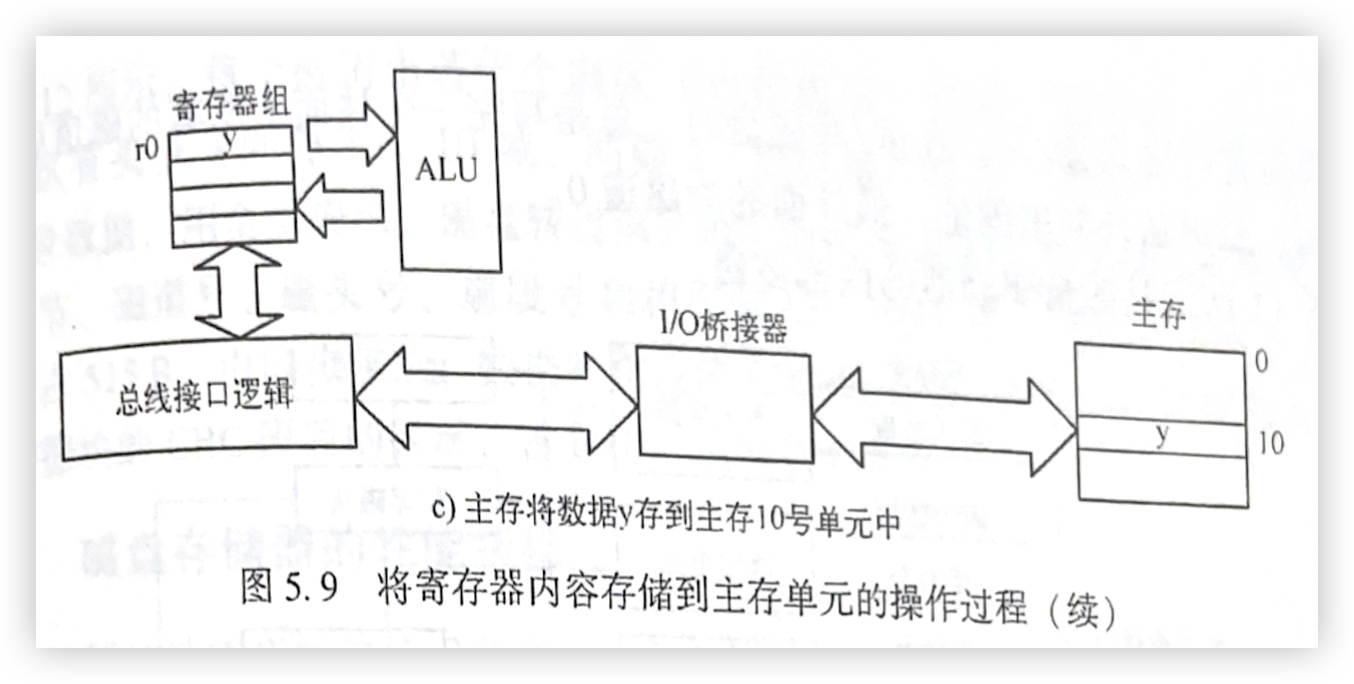 寄存器组
r0
y
ALU
总线接口逻辑
I/O桥接器
主存
0
y
10
c) 主存将数据y存到主存10号单元中
图 5.9 将寄存器内容存储到主存单元的操作过程（续）